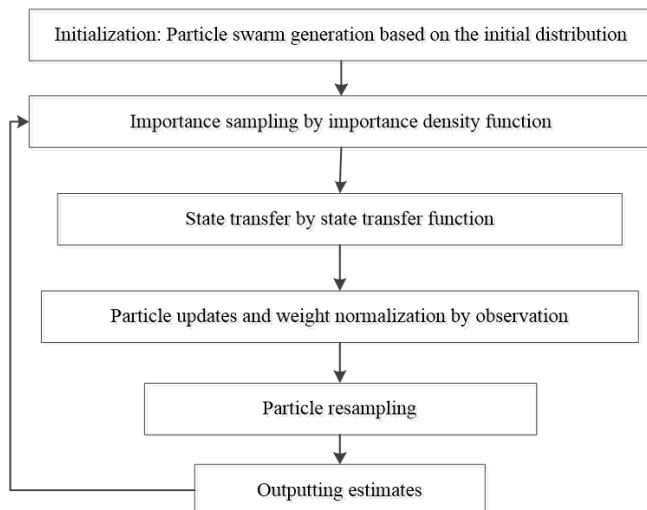 Initialization: Particle swarm generation based on the initial distribution
Importance sampling by importance density function
State transfer by state transfer function
Particle updates and weight normalization by observation
Particle resampling
Outputting estimates